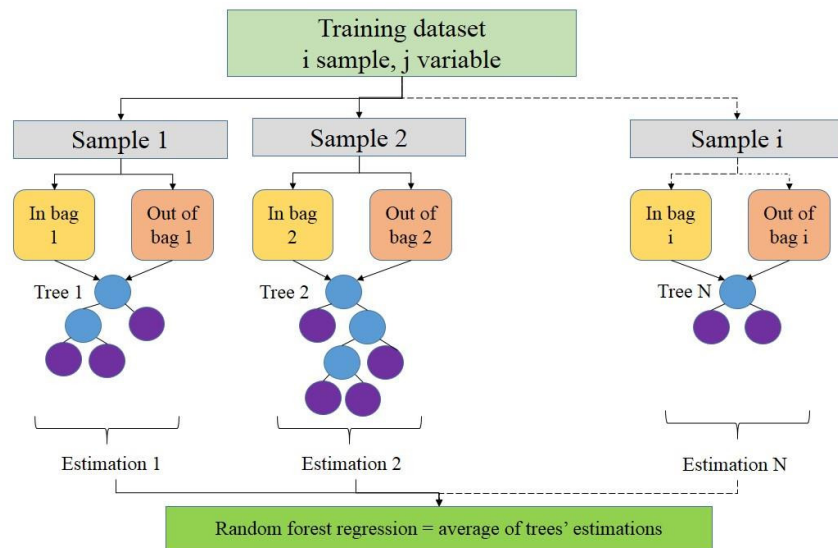 Training dataset
i sample, j variable
Sample 1
Sample 2
Sample i
In bag
1
Out of
bag 1
In bag
2
Out of
bag 2
In bag
i
Out of
bag i
Tree 1
Tree 2
Tree N
Estimation 1
Estimation 2
Estimation N
Random forest regression = average of trees’ estimations